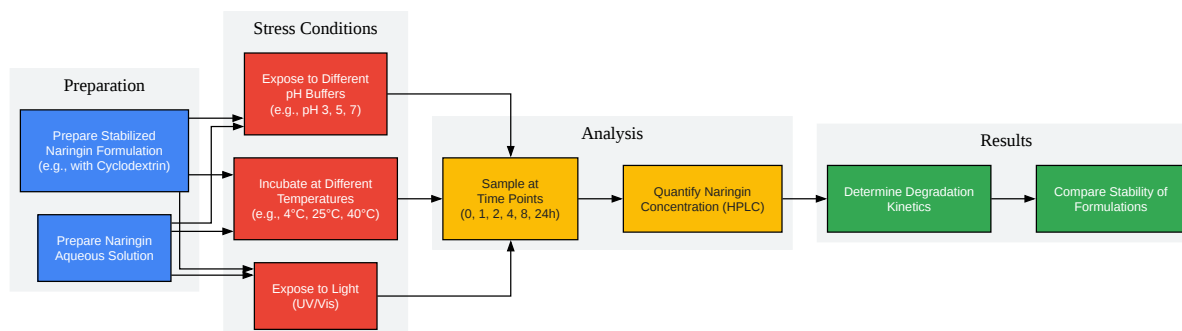 Preparation
Prepare Stabilized
Naringin Formulation
(e.g., with Cyclodextrin)
Prepare Naringin
Aqueous Solution
Stress Conditions
Expose to Different
pH Buffers
(e.g., pH 3, 5, 7)
Incubate at Different
Temperatures
(e.g., 4°C, 25°C, 40°C)
Expose to Light
(UV/Vis)
Analysis
Sample at
Time Points
(0, 1, 2, 4, 8, 24h)
Quantify Naringin
Concentration (HPLC)
Results
Determine Degradation
Kinetics
Compare Stability of
Formulations